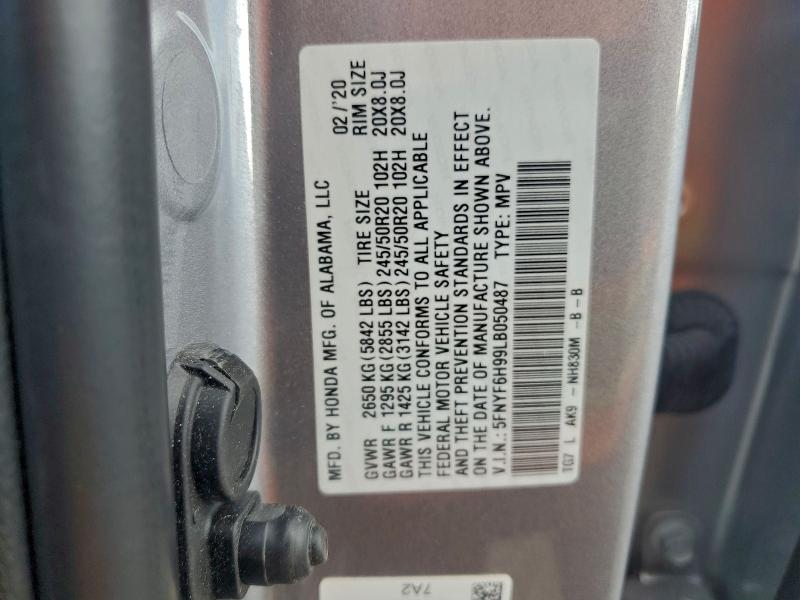 MFD. BY HONDA MFG. OF ALABAMA, LLC 02/'20
GVWR 2650 KG (5842 LBS) TIRE SIZE RIM SIZE
GAWR F 1295 KG (2855 LBS) 245/50R20 102H 20X8.0J
GAWR R 1425 KG (3142 LBS) 245/50R20 102H 20X8.0J
THIS VEHICLE CONFORMS TO ALL APPLICABLE
FEDERAL MOTOR VEHICLE SAFETY
AND THEFT PREVENTION STANDARDS IN EFFECT
ON THE DATE OF MANUFACTURE SHOWN ABOVE.
V.I.N.: 5FNYF6H99LB050487 TYPE: MPV
TG7 L AK9 - NH830M -B-B
7A2